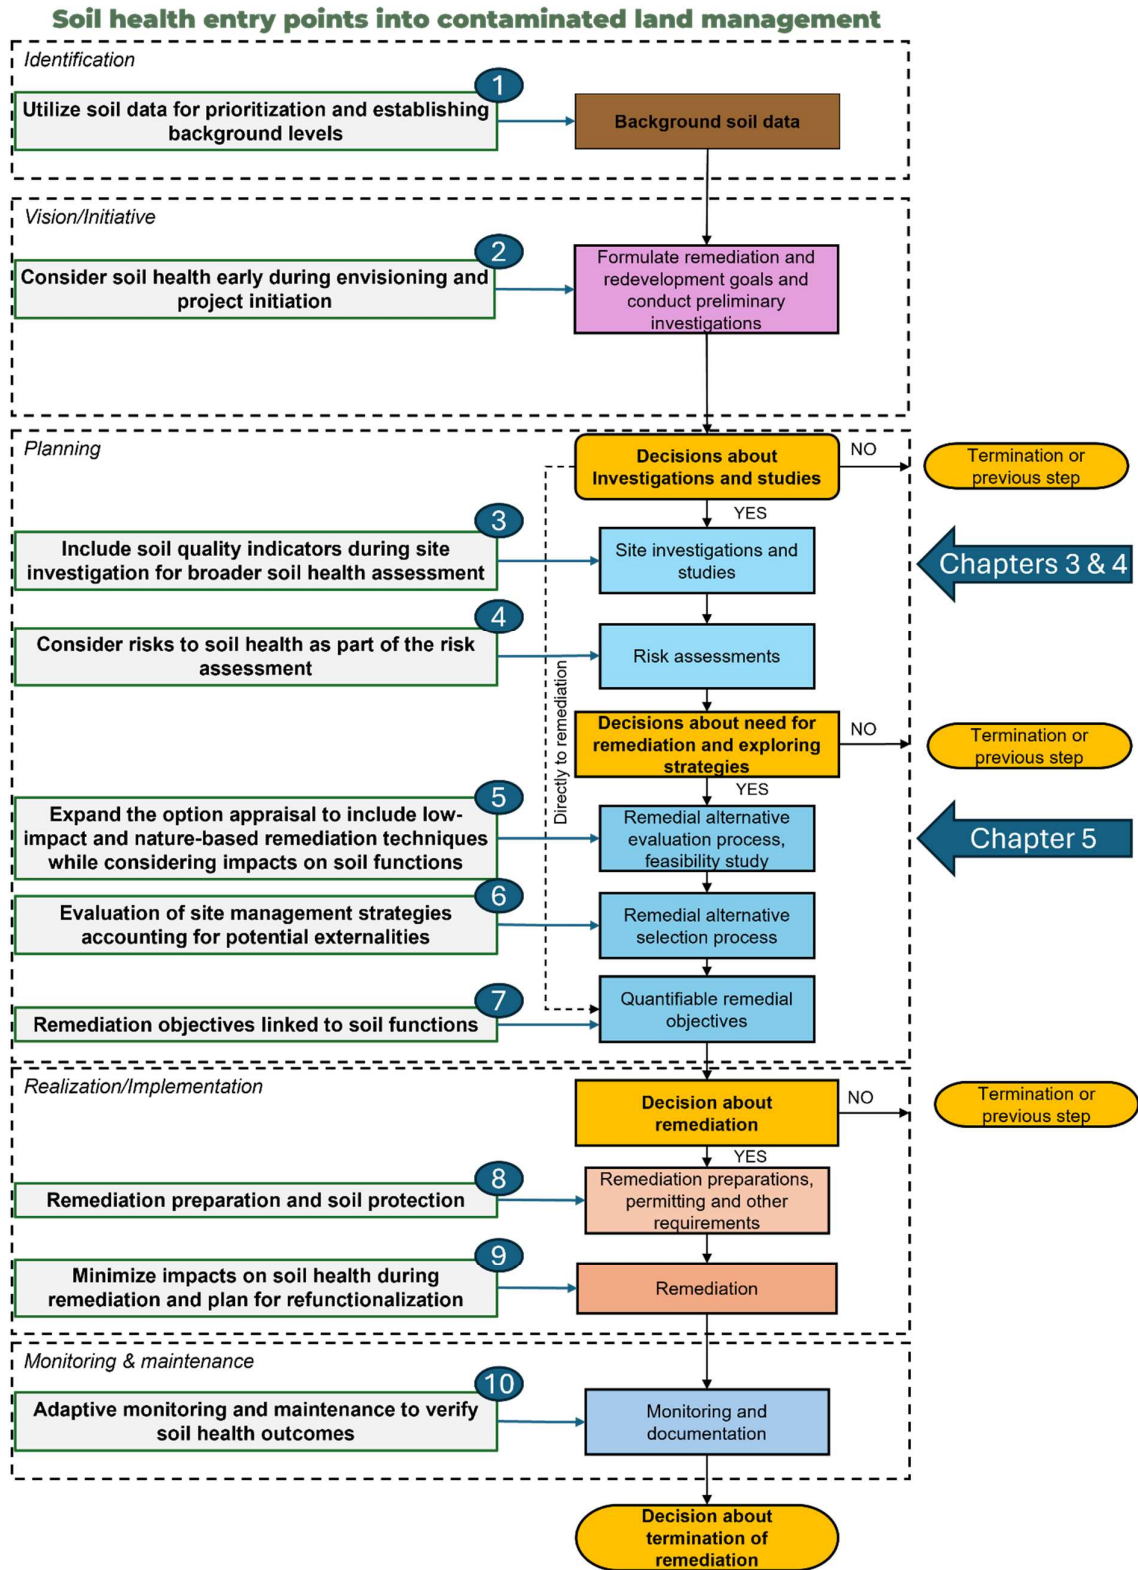 Soil health entry points into contaminated land management
Identification
1
Utilize soil data for prioritization and establishing
background levels
Background soil data
Vision/Initiative
2
Consider soil health early during envisioning and
project initiation
Formulate remediation and
redevelopment goals and
conduct preliminary
investigations
Planning
Decisions about
Investigations and studies
NO
Termination or
previous step
YES
3
Include soil quality indicators during site
investigation for broader soil health assessment
Site investigations and
studies
Chapters 3 & 4
4
Consider risks to soil health as part of the risk
assessment
Risk assessments
Directly to remediation
Decisions about need for
remediation and exploring
strategies
NO
Termination or
previous step
YES
5
Expand the option appraisal to include low-
impact and nature-based remediation techniques
while considering impacts on soil functions
Remedial alternative
evaluation process,
feasibility study
Chapter 5
6
Evaluation of site management strategies
accounting for potential externalities
Remedial alternative
selection process
7
Remediation objectives linked to soil functions
Quantifiable remedial
objectives
Realization/Implementation
Decision about
remediation
NO
Termination or
previous step
YES
8
Remediation preparation and soil protection
Remediation preparations,
permitting and other
requirements
9
Minimize impacts on soil health during
remediation and plan for refunctionalization
Remediation
Monitoring & maintenance
10
Adaptive monitoring and maintenance to verify
soil health outcomes
Monitoring and
documentation
Decision about
termination of
remediation